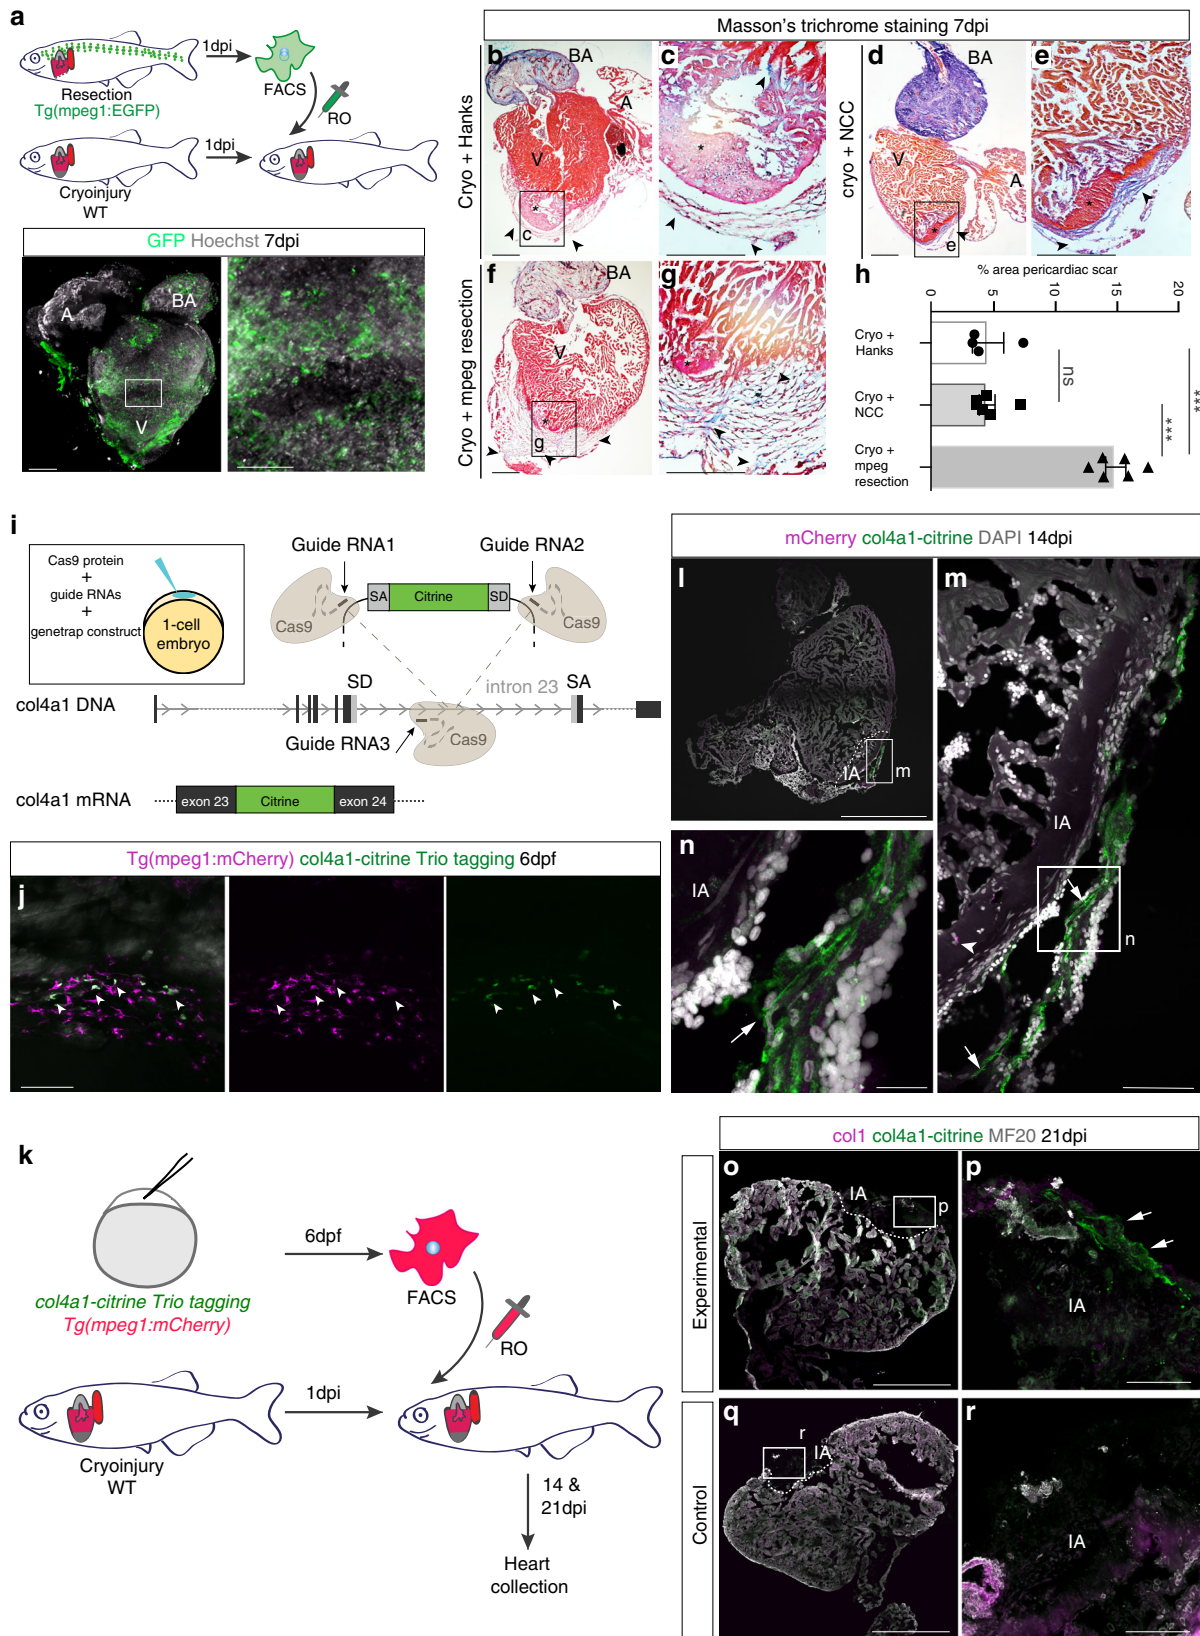 a
1dpi
FACS
Resection
Tg(mpeg1:EGFP)
RO
1dpi
Cryoinjury
WT
GFP Hoechst 7dpi
A
BA
V
Masson's trichrome staining 7dpi
Cryo + Hanks
b
BA
A
V
*
c
c
*
cryo + NCC
d
BA
V
A
*
e
e
*
Cryo + mpeg resection
f
BA
V
*
g
g
*
h
% area pericardiac scar
0 5 10 15 20
Cryo +
Hanks
Cryo +
NCC
Cryo +
mpeg
resection
ns
***
***
i
Cas9 protein
+
guide RNAs
+
genetrap construct
1-cell
embryo
Guide RNA1
Guide RNA2
SA
Citrine
SD
Cas9
Cas9
SD
intron 23
SA
col4a1 DNA
Guide RNA3
Cas9
col4a1 mRNA
exon 23
Citrine
exon 24
Tg(mpeg1:mCherry) col4a1-citrine Trio tagging 6dpf
j
mCherry col4a1-citrine DAPI 14dpi
l
IA
m
m
IA
n
n
IA
k
6dpf
FACS
col4a1-citrine Trio tagging
Tg(mpeg1:mCherry)
RO
1dpi
Cryoinjury
WT
14 &
21dpi
Heart
collection
col1 col4a1-citrine MF20 21dpi
Experimental
o
IA
p
p
IA
Control
q
r
IA
r
IA